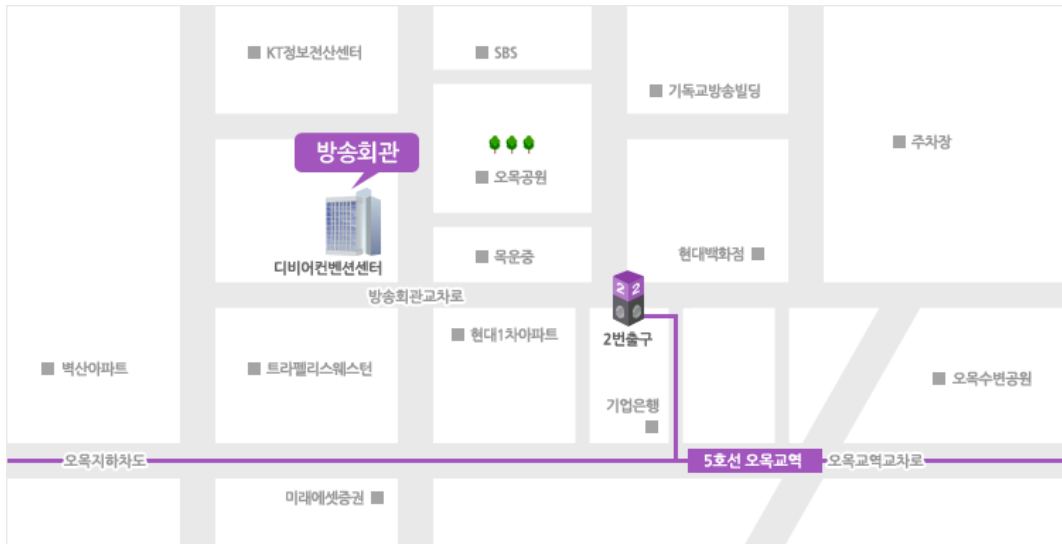 KT정보전산센터
SBS
기독교방송빌딩
주차장
방송회관
오목공원
디비어컨벤션센터
목운중
현대백화점
방송회관교차로
2 2
2번출구
현대1차아파트
벽산아파트
트라펠리스웨스턴
기업은행
오목수변공원
오목지하차도
5호선 오목교역
오목교역교차로
미래에셋증권